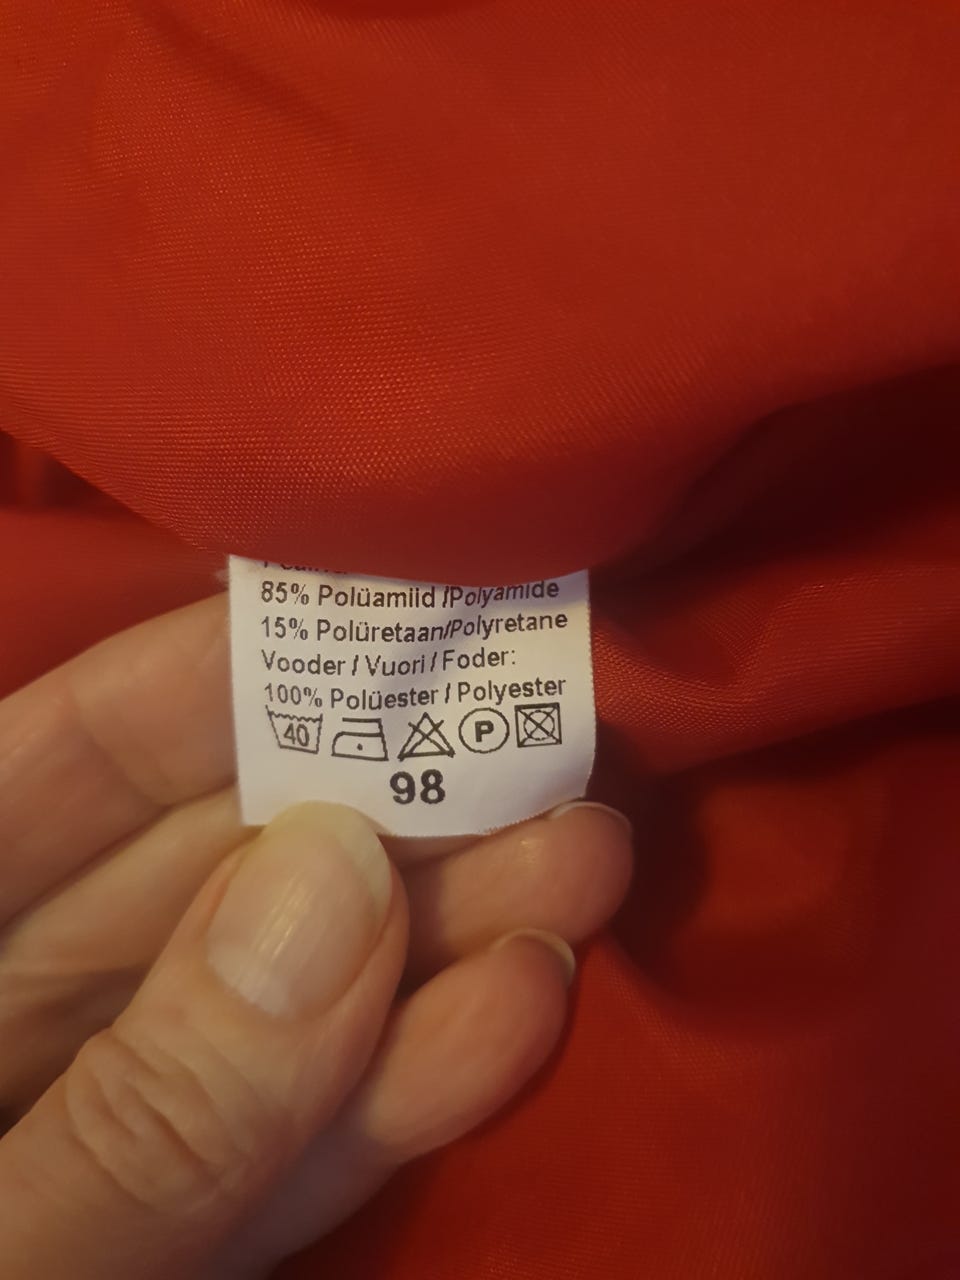 85% Polüamiid /Polyamide
15% Polüretaan/Polyretane
Vooder / Vuori / Foder:
100% Polüester / Polyester
40 P
98